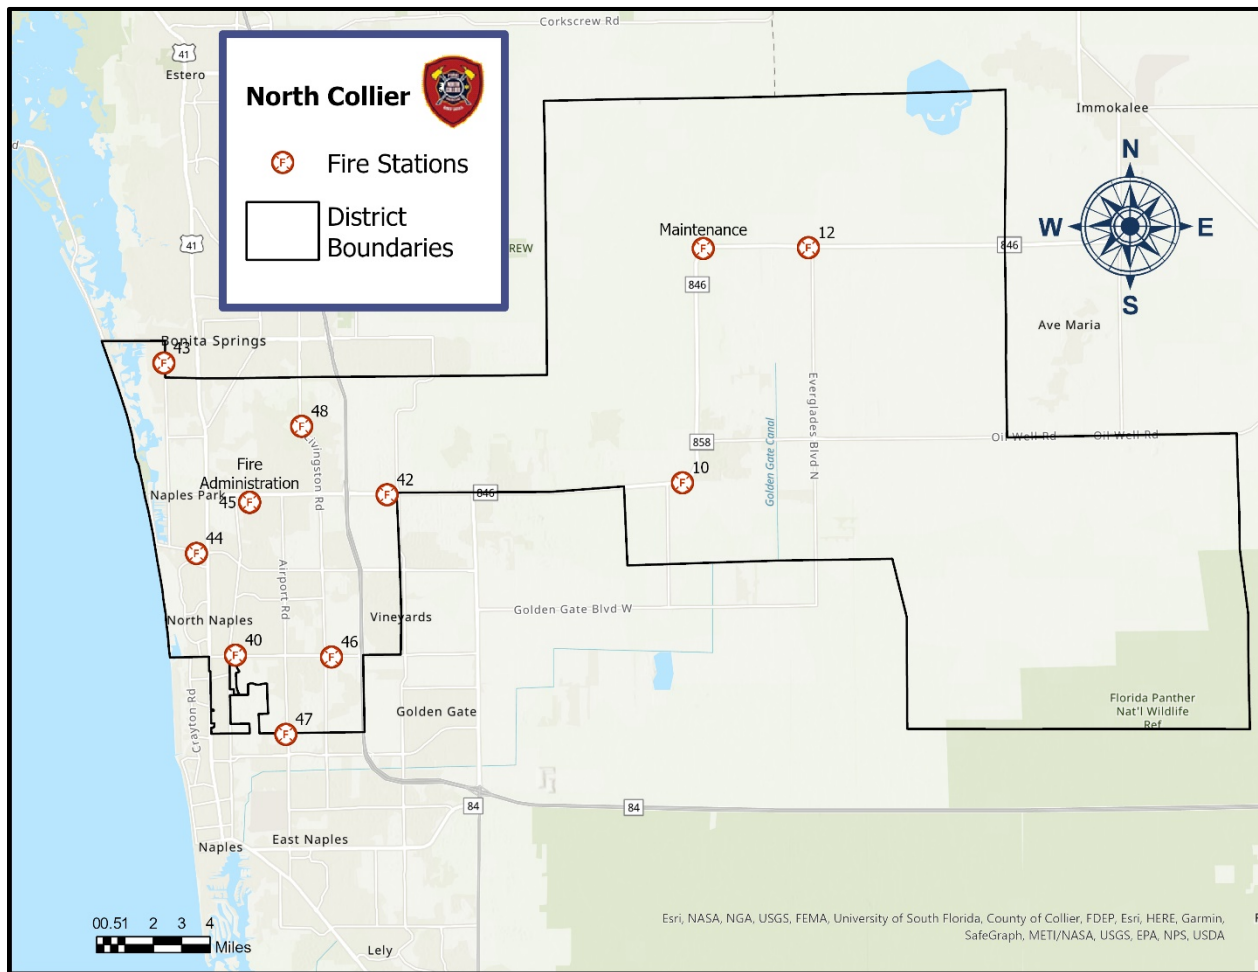 Corkscrew Rd
41
Estero
North Collier
Fire Stations
District
Boundaries
Immokalee
N
W
E
S
41
REW
Maintenance
12
846
846
Ave Maria
Bonita Springs
43
48
Livingston Rd
Everglades Blvd N
Golden Gate Canal
858
Oil Well Rd
Oil Well Rd
Fire
Administration
Naples Park
45
42
846
10
44
Airport Rd
North Naples
Vineyards
Golden Gate Blvd W
40
46
Crayton Rd
47
Golden Gate
Florida Panther
Nat'l Wildlife
Ref
84
84
East Naples
Naples
Lely
00.51 2 3 4
Miles
Esri, NASA, NGA, USGS, FEMA, University of South Florida, County of Collier, FDEP, Esri, HERE, Garmin,
SafeGraph, METI/NASA, USGS, EPA, NPS, USDA